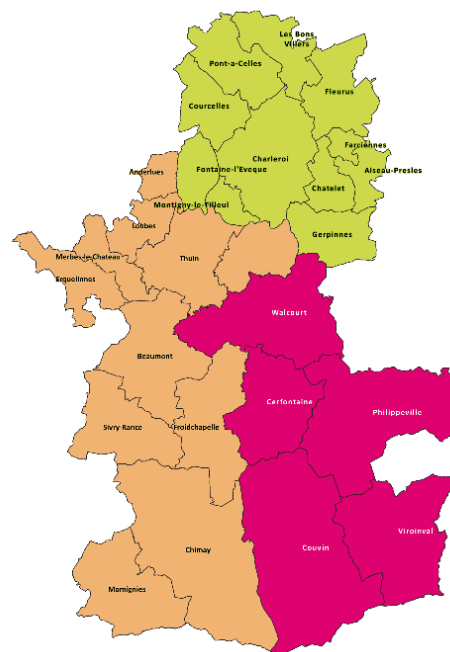 Les Bons
Villers
Pont-a-Celles
Fleurus
Courcelles
Farciennes
Charleroi
Anderlues
Fontaine-l'Eveque
Aiseau-Presles
Chatelet
Montigny-le-Tilleul
Lobbes
Gerpinnes
Merbes-le-Chateau
Thuin
Erquelinnes
Walcourt
Beaumont
Cerfontaine
Philippeville
Sivry-Rance
Froidchapelle
Viroinval
Chimay
Couvin
Momignies